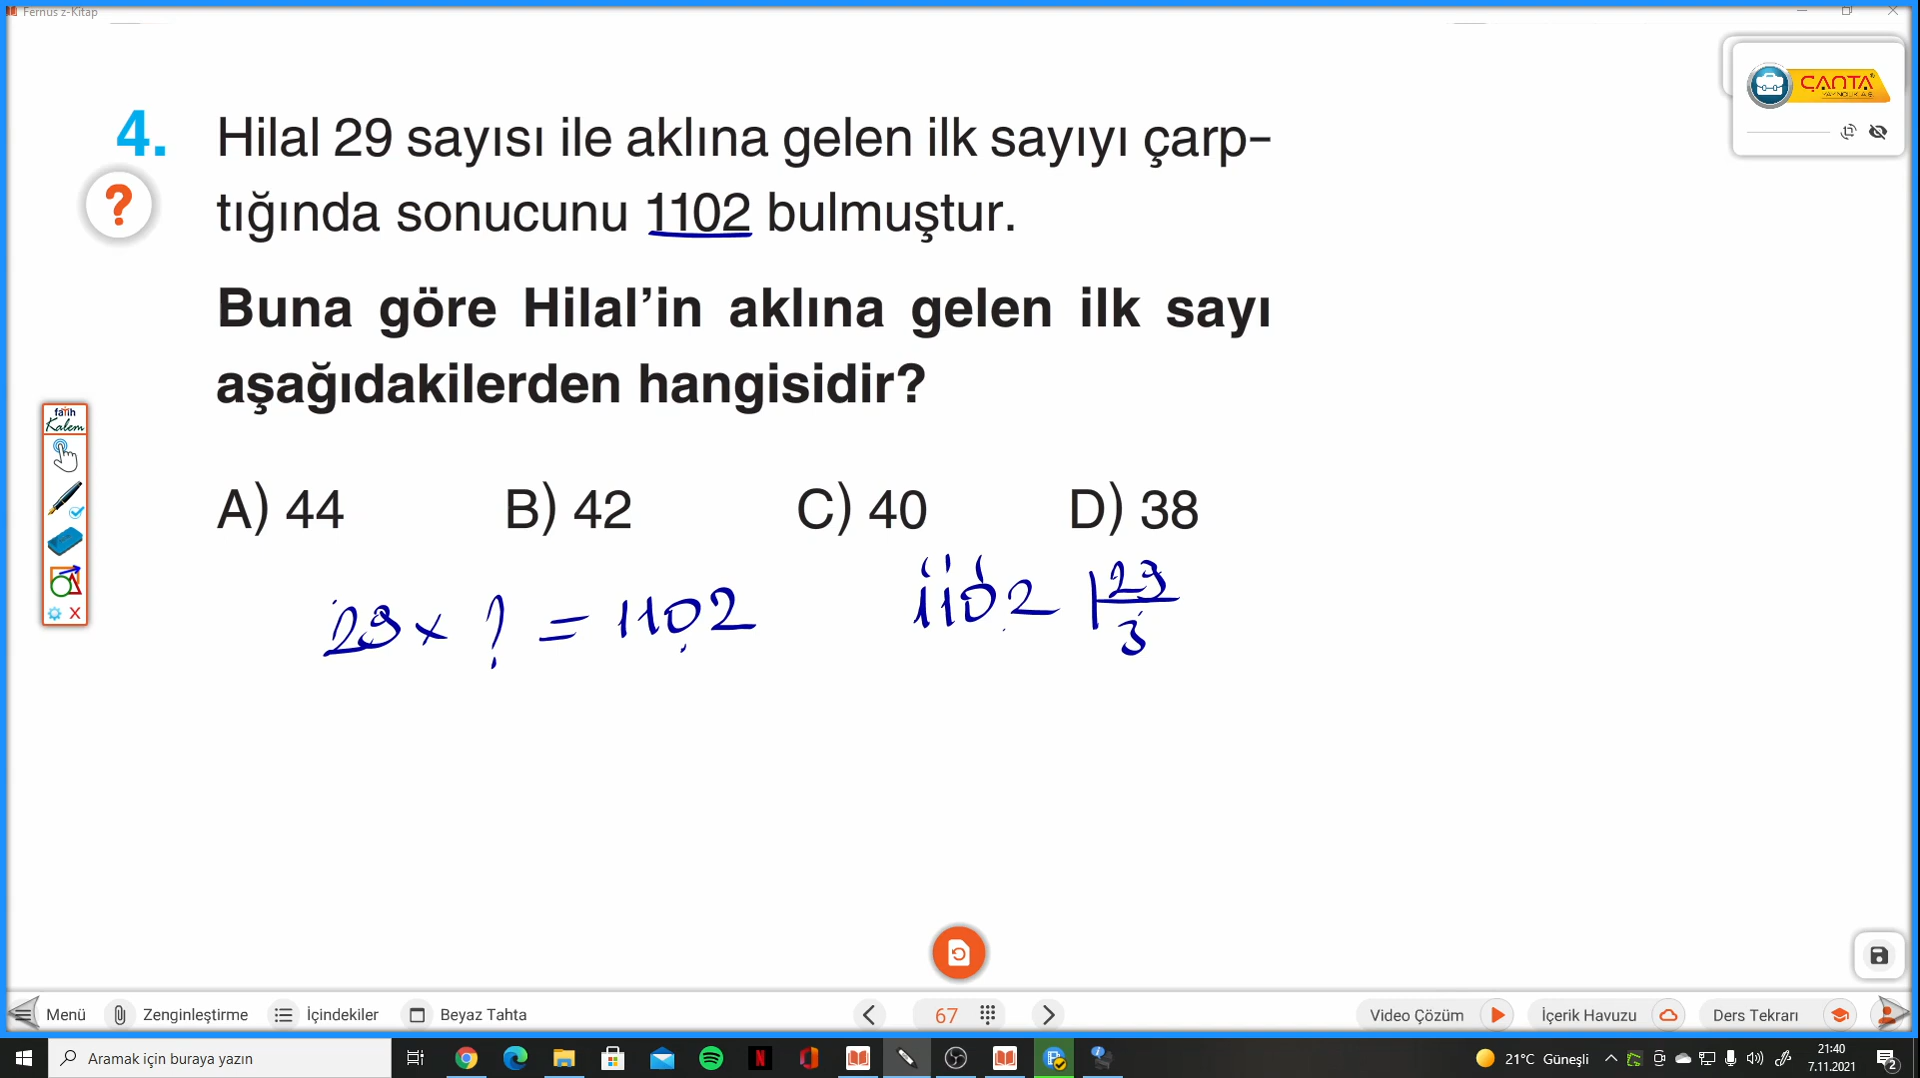 Fernus z-Kitap
ÇANTA
YAYINCILIK A.Ş.
4. Hilal 29 sayısı ile aklına gelen ilk sayıyı çarp-
?
tığında sonucunu 1102 bulmuştur.
Buna göre Hilal'in aklına gelen ilk sayı
aşağıdakilerden hangisidir?
fatih
Kalem
A) 44 B) 42 C) 40 D) 38
29 x ? = 1102
1102 29
3
Menü Zenginleştirme İçindekiler Beyaz Tahta 67 Video Çözüm İçerik Havuzu Ders Tekrarı
Aramak için buraya yazın
21°C Güneşli
21:40
7.11.2021
2